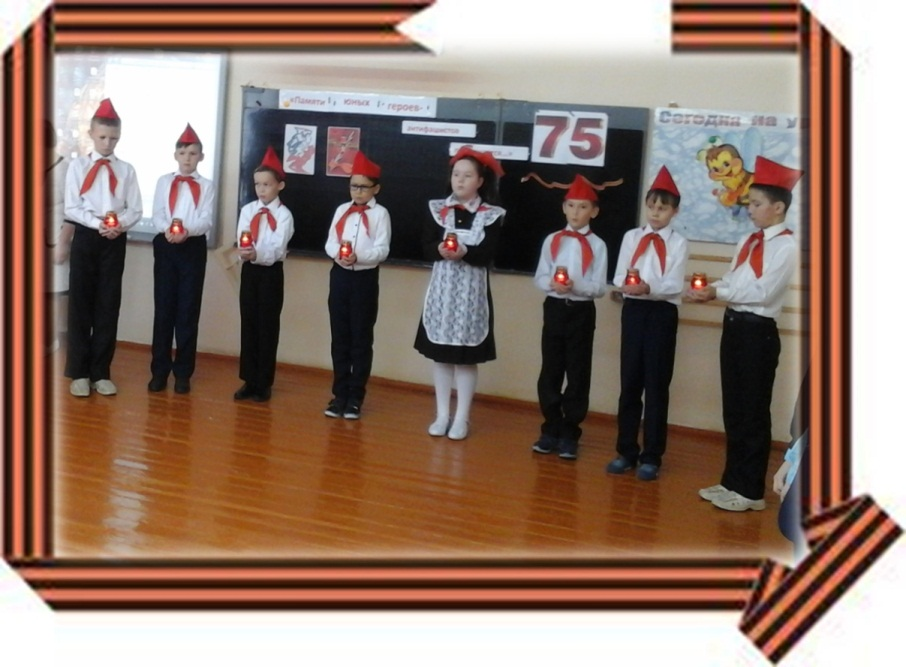 «Памяти юных героев-
антифашистов
75
Сегодня на у